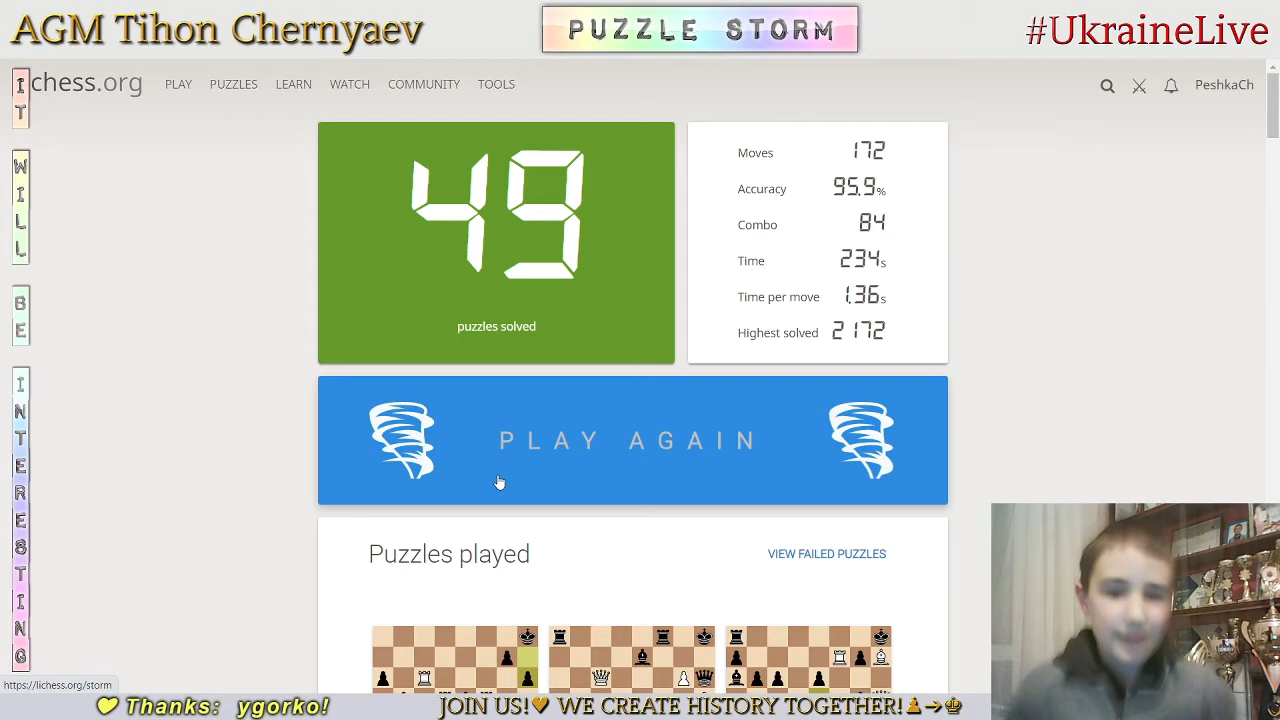 AGM Tihon Chernyaev
PUZZLE STORM
#UkraineLive
lichess.org
PLAY
PUZZLES
LEARN
WATCH
COMMUNITY
TOOLS
PeshkaCh
IT
WILL
BE
INTERESTING
49
puzzles solved
Moves 172
Accuracy 95.9%
Combo 84
Time 234s
Time per move 1.36s
Highest solved 2172
PLAY AGAIN
Puzzles played
VIEW FAILED PUZZLES
https://lichess.org/storm
Thanks: ygorko!
JOIN US! WE CREATE HISTORY TOGETHER!